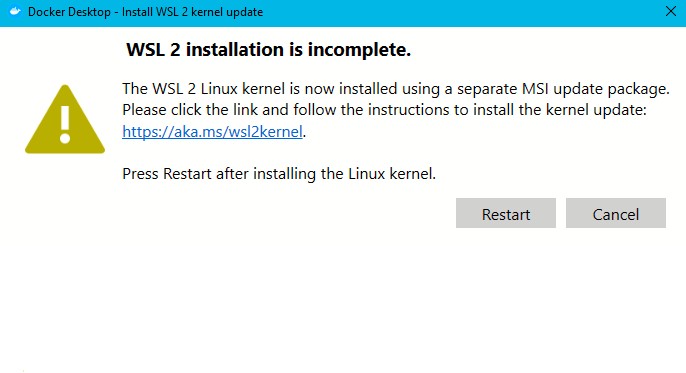 Docker Desktop - Install WSL 2 kernel update
WSL 2 installation is incomplete.
The WSL 2 Linux kernel is now installed using a separate MSI update package.
Please click the link and follow the instructions to install the kernel update:
https://aka.ms/wsl2kernel.
Press Restart after installing the Linux kernel.
Restart
Cancel